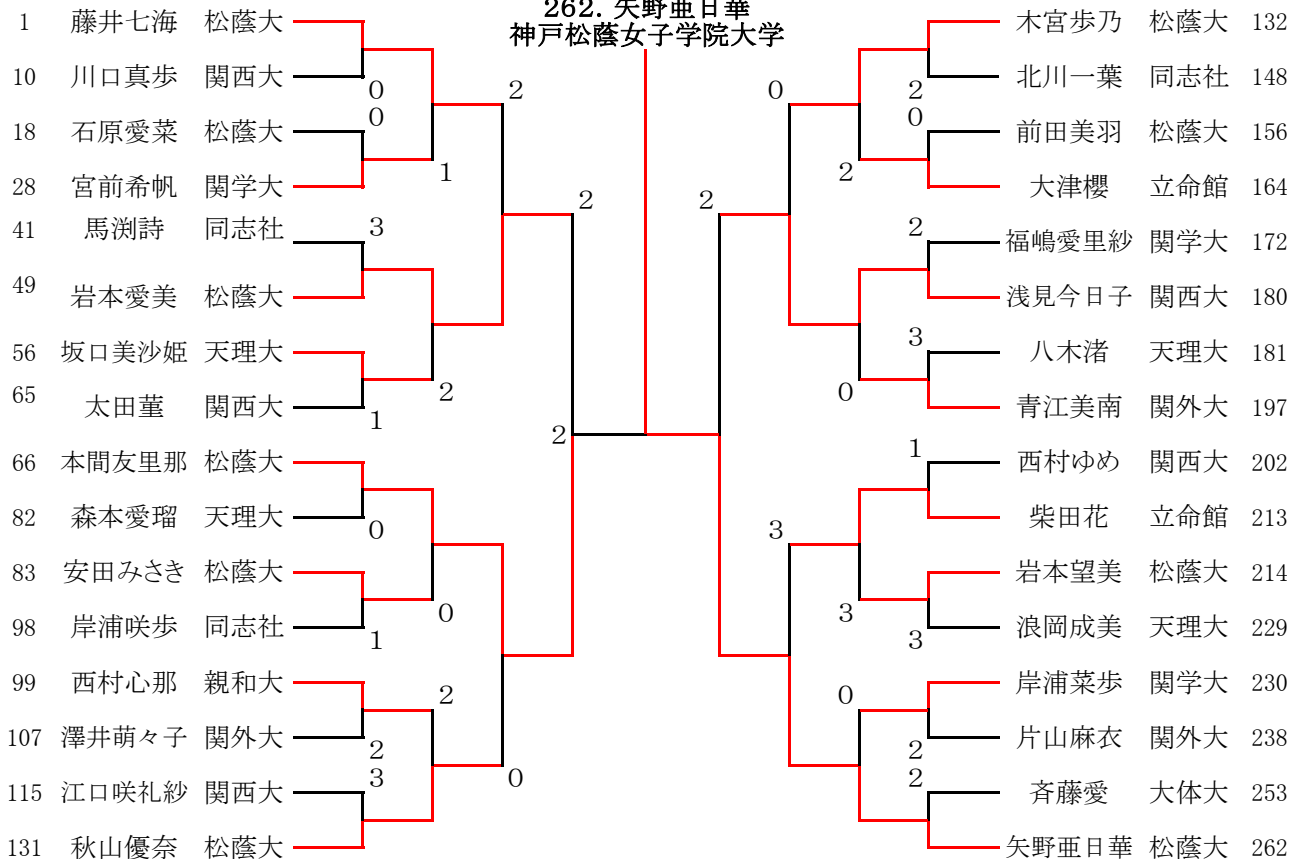 262. 矢野亜日華
神戸松蔭女子学院大学
1 藤井七海 松蔭大
10 川口真歩 関西大
0
0
18 石原愛菜 松蔭大
28 宮前希帆 関学大
41 馬渕詩 同志社
3
49 岩本愛美 松蔭大
56 坂口美沙姫 天理大
65 太田菫 関西大
1
66 本間友里那 松蔭大
82 森本愛瑠 天理大
0
83 安田みさき 松蔭大
98 岸浦咲歩 同志社
1
99 西村心那 親和大
107 澤井萌々子 関外大
2
3
115 江口咲礼紗 関西大
131 秋山優奈 松蔭大
2
1
2
2
2
0
2
0
2
0
2
2
0
3
3
0
木宮歩乃 松蔭大 132
北川一葉 同志社 148
2
0
前田美羽 松蔭大 156
大津櫻 立命館 164
2
福嶋愛里紗 関学大 172
浅見今日子 関西大 180
3
八木渚 天理大 181
青江美南 関外大 197
1
西村ゆめ 関西大 202
柴田花 立命館 213
岩本望美 松蔭大 214
浪岡成美 天理大 229
3
岸浦菜歩 関学大 230
片山麻衣 関外大 238
2
2
斉藤愛 大体大 253
矢野亜日華 松蔭大 262